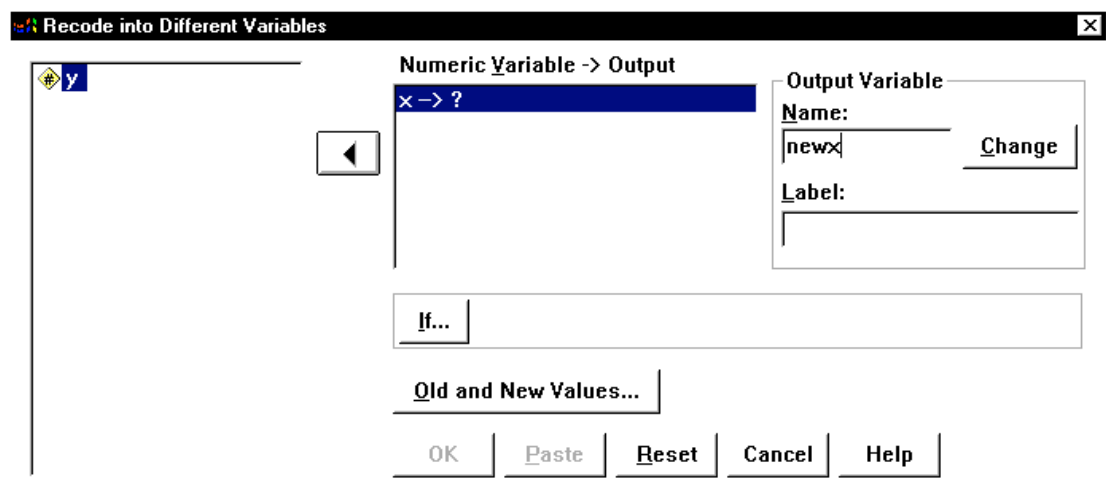 Recode into Different Variables
# y
Numeric Variable -> Output
x -> ?
Output Variable
Name:
newx
Change
Label:
If...
Old and New Values...
OK Paste Reset Cancel Help